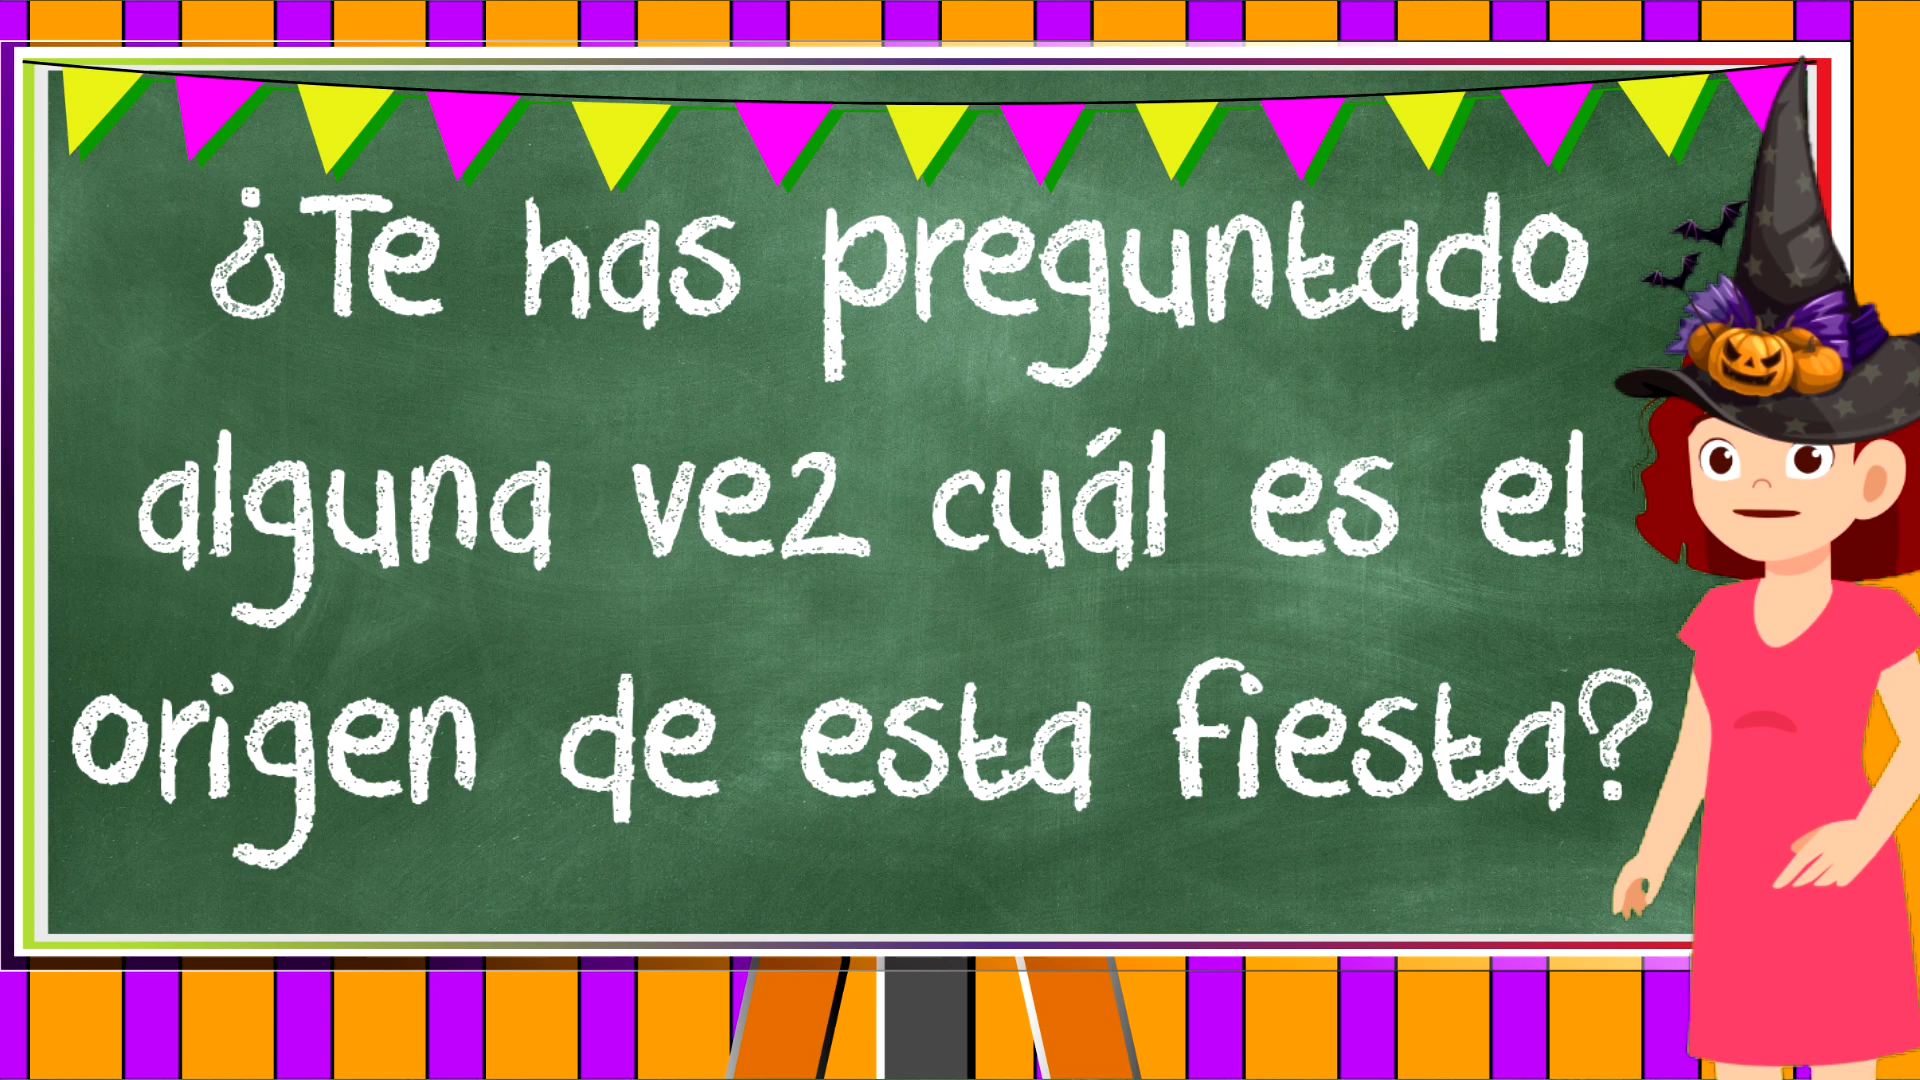 ¿Te has preguntado
alguna vez cuál es el
origen de esta fiesta?